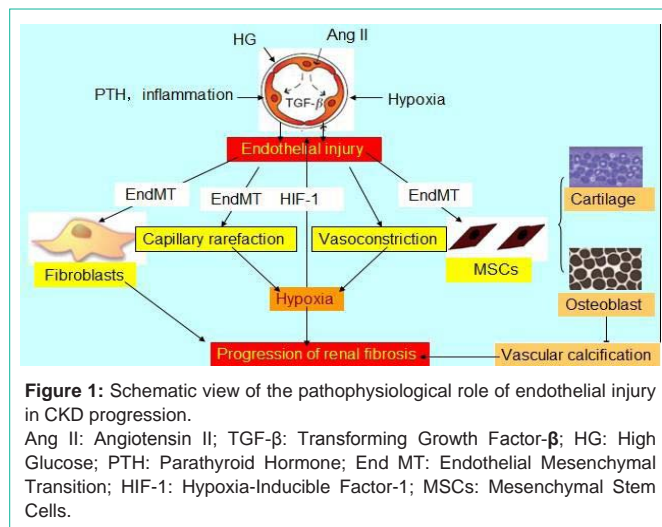 HG
Ang II
PTH, inflammation
TGF-β
Hypoxia
Endothelial injury
EndMT
EndMT
HIF-1
EndMT
Cartilage
Capillary rarefaction
Vasoconstriction
Fibroblasts
MSCs
Hypoxia
Osteoblast
Progression of renal fibrosis
Vascular calcification
Figure 1: Schematic view of the pathophysiological role of endothelial injury
in CKD progression.
Ang II: Angiotensin II; TGF-β: Transforming Growth Factor-β; HG: High
Glucose; PTH: Parathyroid Hormone; End MT: Endothelial Mesenchymal
Transition; HIF-1: Hypoxia-Inducible Factor-1; MSCs: Mesenchymal Stem
Cells.